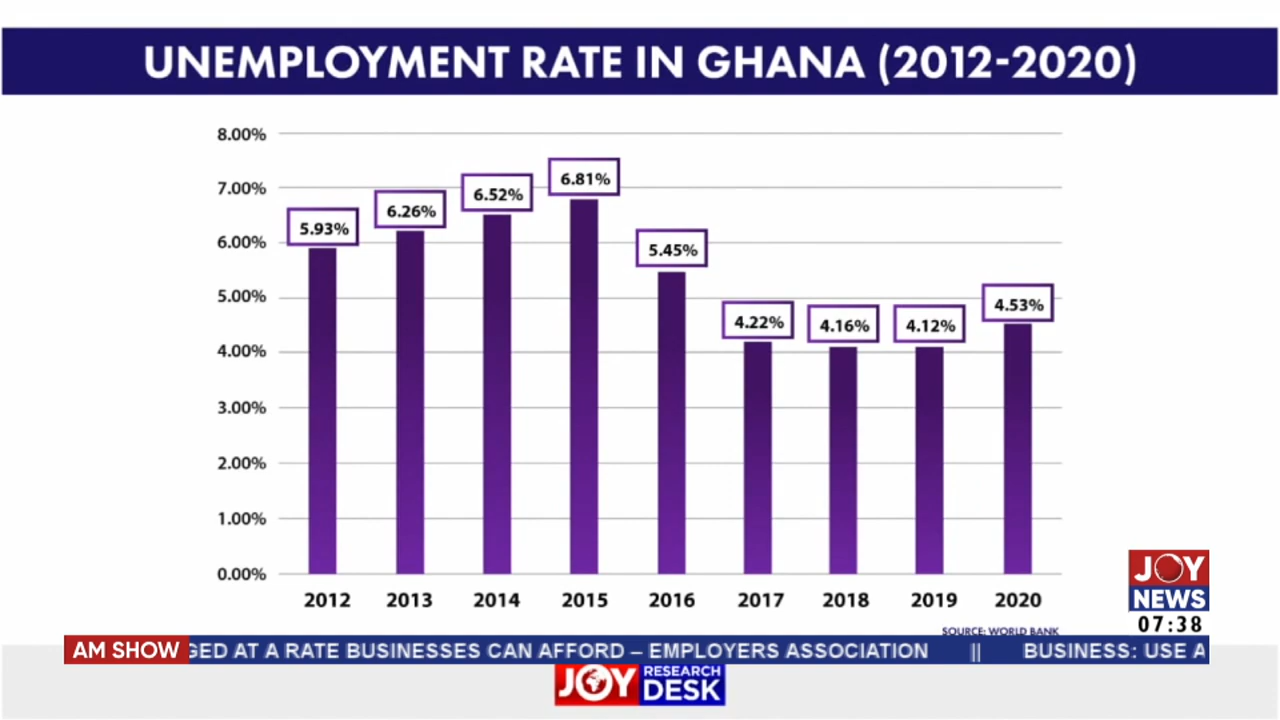 UNEMPLOYMENT RATE IN GHANA (2012-2020)
8.00%
7.00%
6.00%
5.00%
4.00%
3.00%
2.00%
1.00%
0.00%
5.93%
6.26%
6.52%
6.81%
5.45%
4.22%
4.16%
4.12%
4.53%
2012 2013 2014 2015 2016 2017 2018 2019 2020
SOURCE: WORLD BANK
JOY
NEWS
07:38
AM SHOW GED AT A RATE BUSINESSES CAN AFFORD – EMPLOYERS ASSOCIATION || BUSINESS: USE A
JOY RESEARCH
DESK